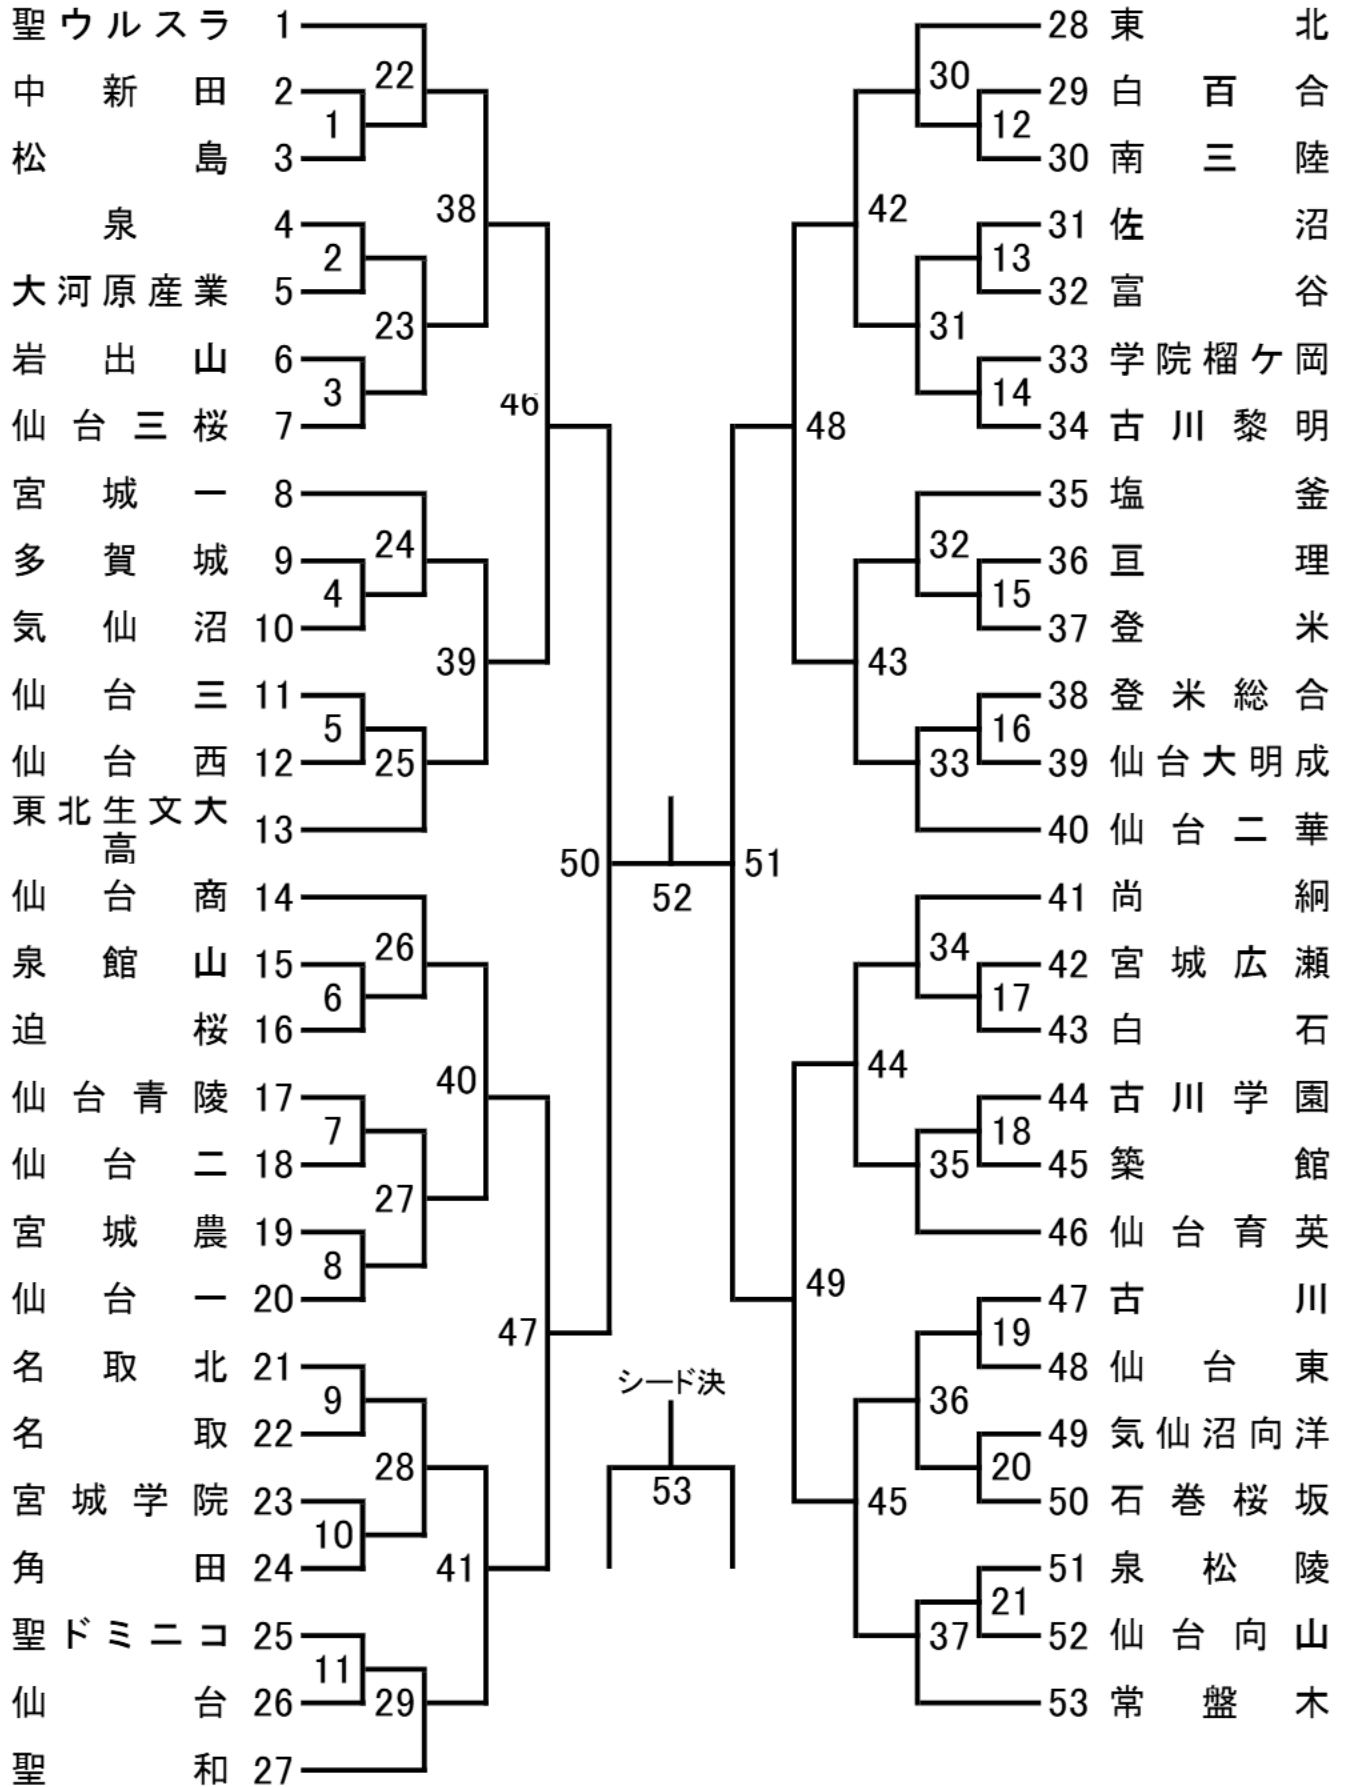 聖ウルスラ 1
中新田 2
松島 3
泉 4
大河原産業 5
岩出山 6
仙台三桜 7
宮城一 8
多賀城 9
気仙沼 10
仙台三 11
仙台西 12
東北生文大高 13
仙台商 14
泉館山 15
迫桜 16
仙台青陵 17
仙台二 18
宮城農 19
仙台一 20
名取北 21
名取 22
宮城学院 23
角田 24
聖ドミニコ 25
仙台 26
聖和 27
1
2
3
4
5
6
7
8
9
10
11
22
23
24
25
26
27
28
29
38
39
40
41
46
47
50
52
51
シード決
53
48
49
42
43
44
45
30
31
32
33
34
35
36
37
12
13
14
15
16
17
18
19
20
21
28 東北
29 白百合
30 南三陸
31 佐沼
32 富谷
33 学院榴ケ岡
34 古川黎明
35 塩釜
36 亘理
37 登米
38 登米総合
39 仙台大明成
40 仙台二華
41 尚絅
42 宮城広瀬
43 白石
44 古川学園
45 築館
46 仙台育英
47 古川
48 仙台東
49 気仙沼向洋
50 石巻桜坂
51 泉松陵
52 仙台向山
53 常盤木